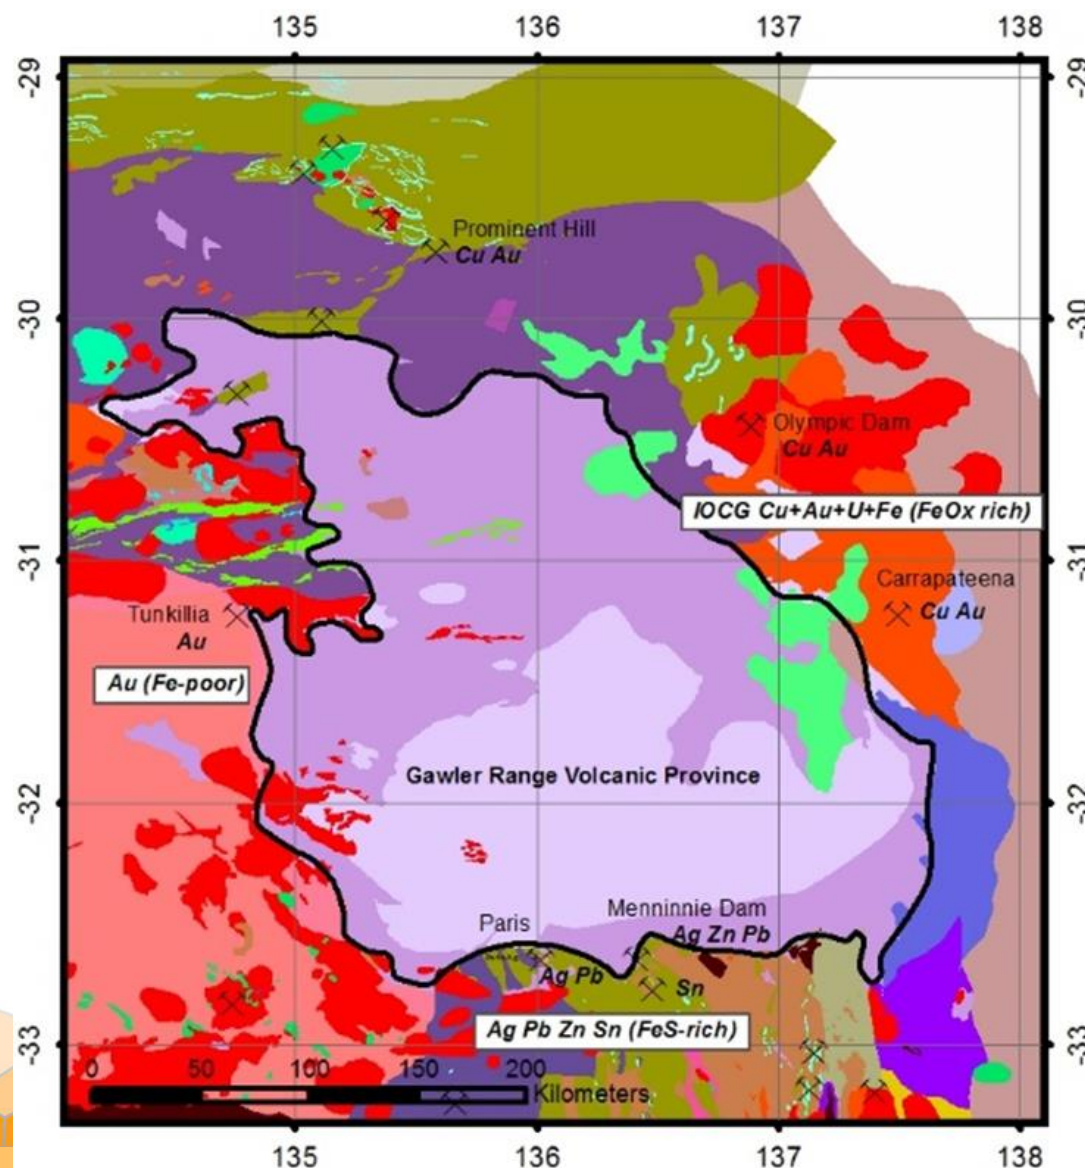 135 136 137 138
-29 -29
Prominent Hill
Cu Au
-30 -30
Olympic Dam
Cu Au
IOCG Cu+Au+U+Fe (FeOx rich)
-31 -31
Carrapateena
Cu Au
Tunkillia
Au
Au (Fe-poor)
Gawler Range Volcanic Province
-32 -32
Menninnie Dam
Paris
Ag Zn Pb
Ag Pb
Sn
Ag Pb Zn Sn (FeS-rich)
-33 -33
0 50 100 150 200
Kilometers
135 136 137 138